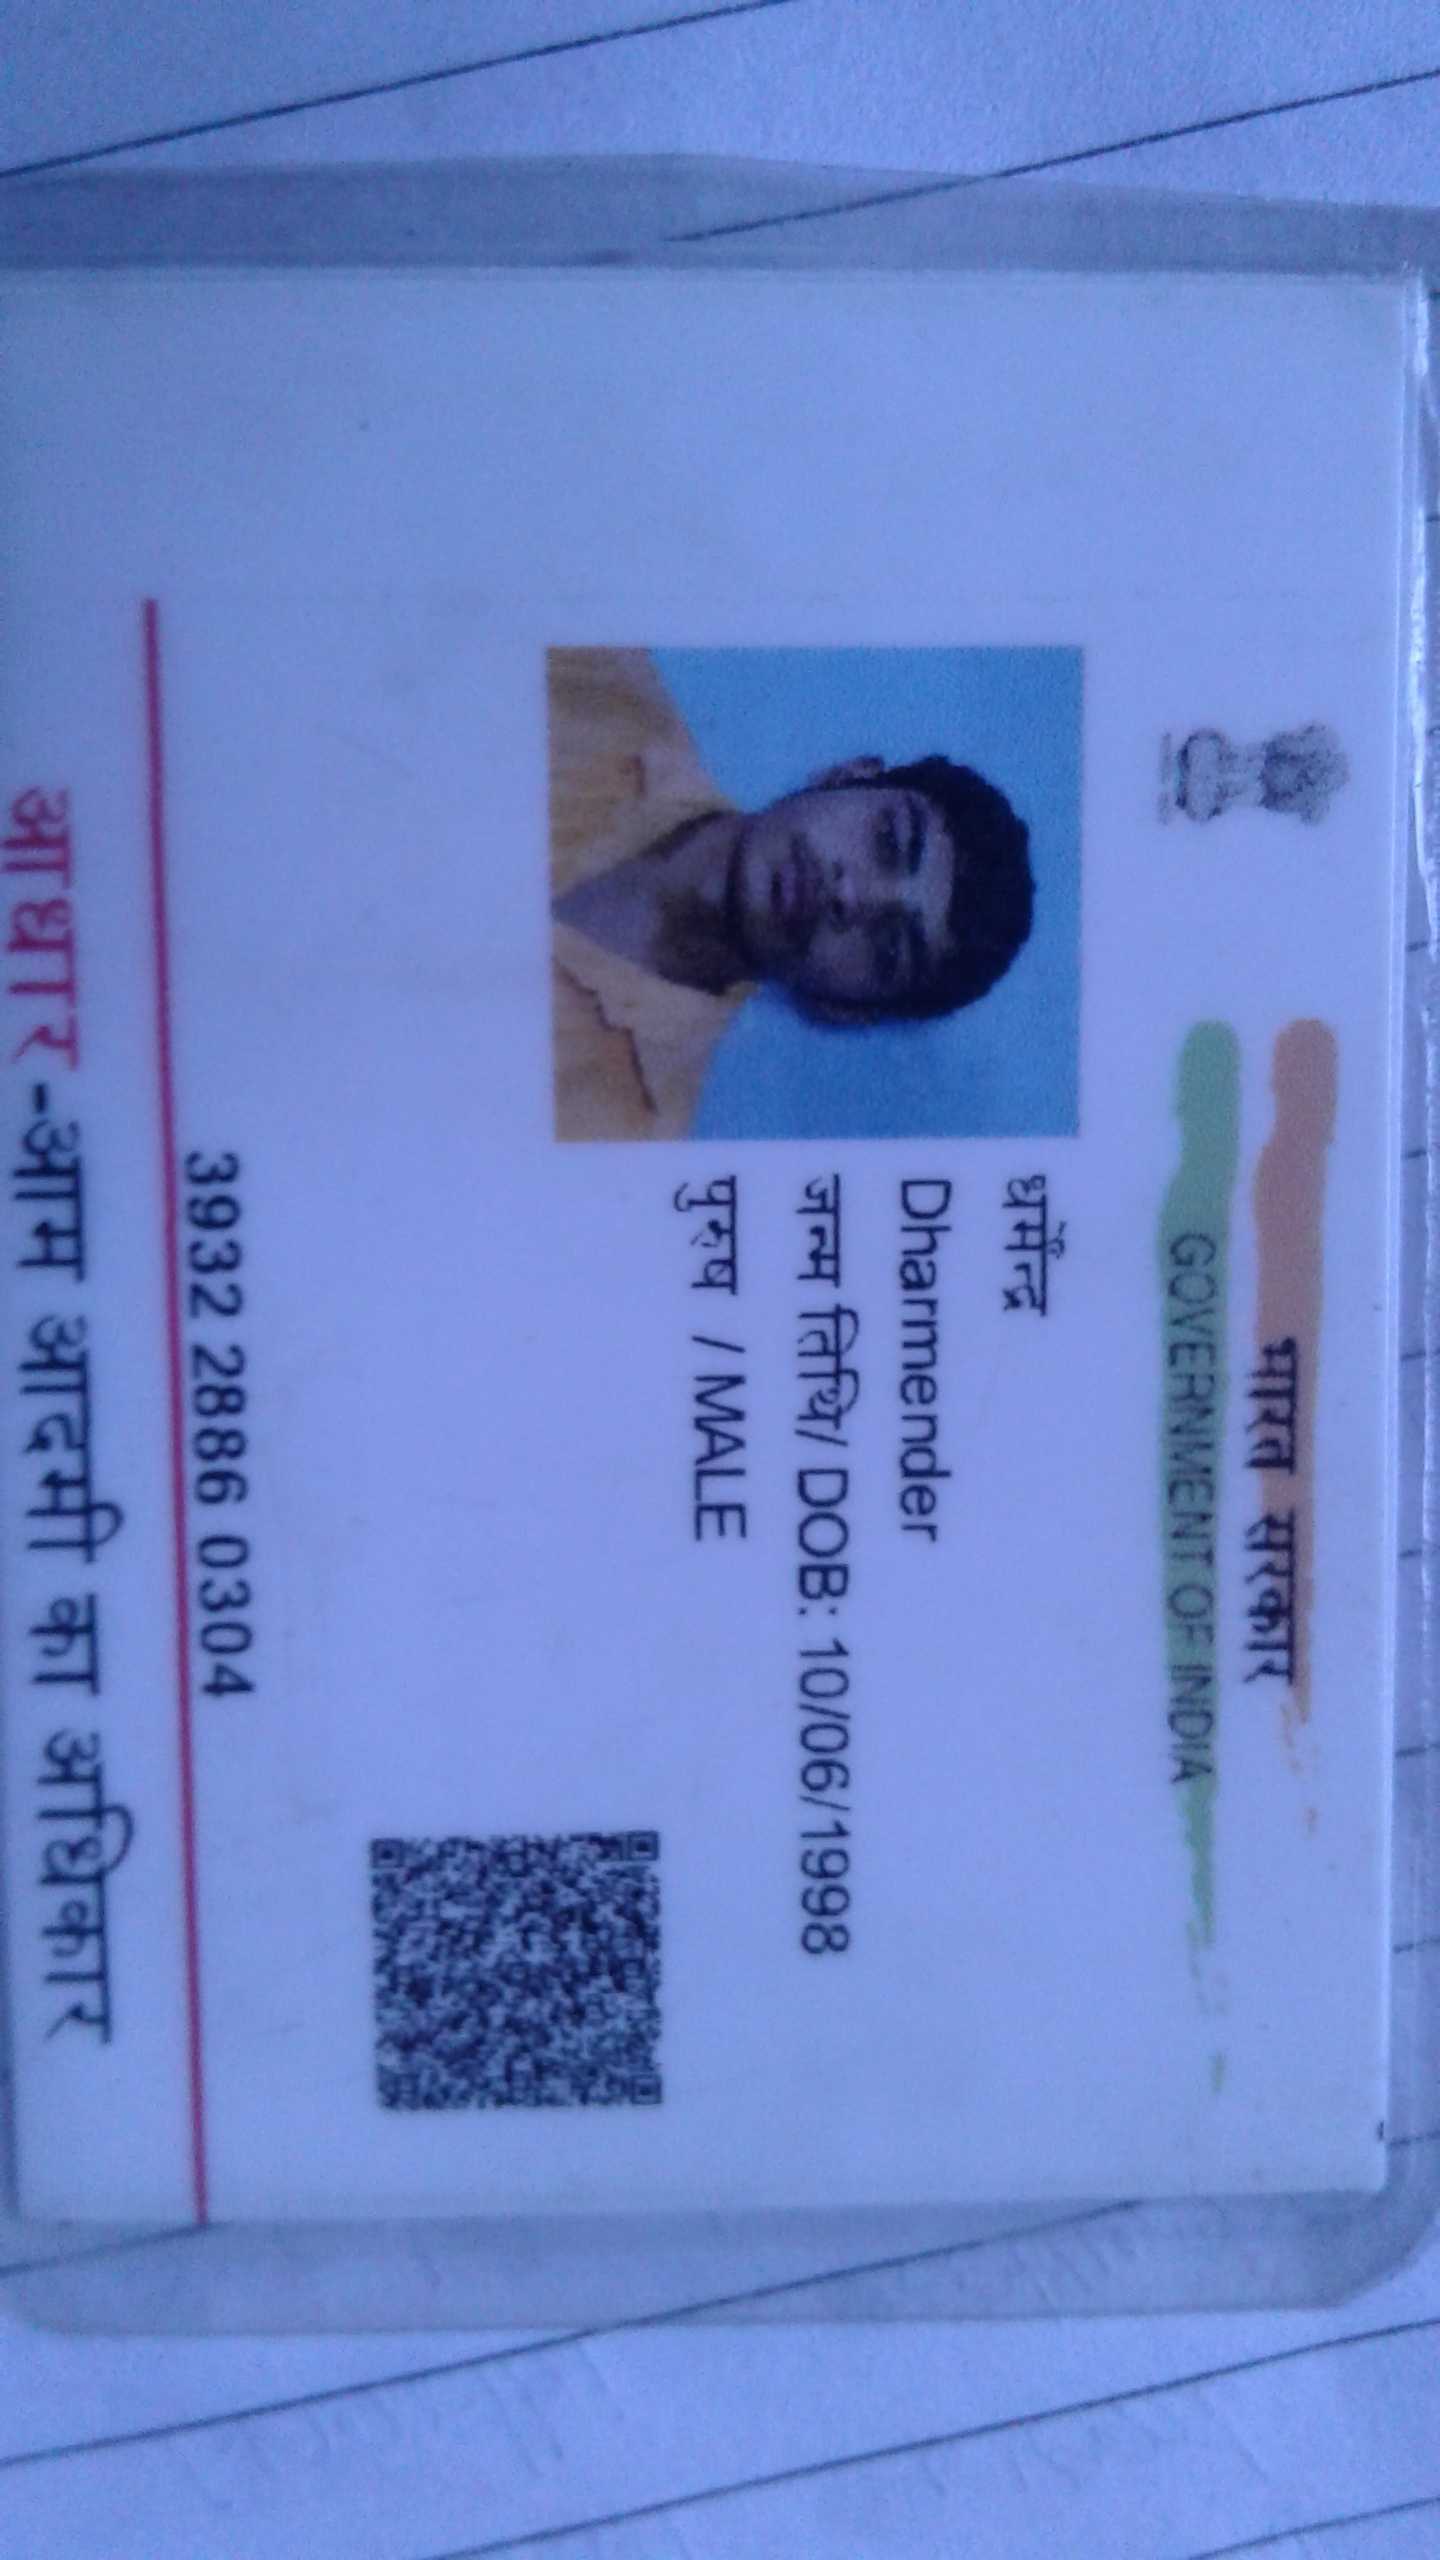 भारत सरकार
GOVERNMENT OF INDIA
धर्मेन्द्र
Dharmender
जन्म तिथि/ DOB: 10/06/1998
पुरुष / MALE
3932 2886 0304
आधार-आम आदमी का अधिकार